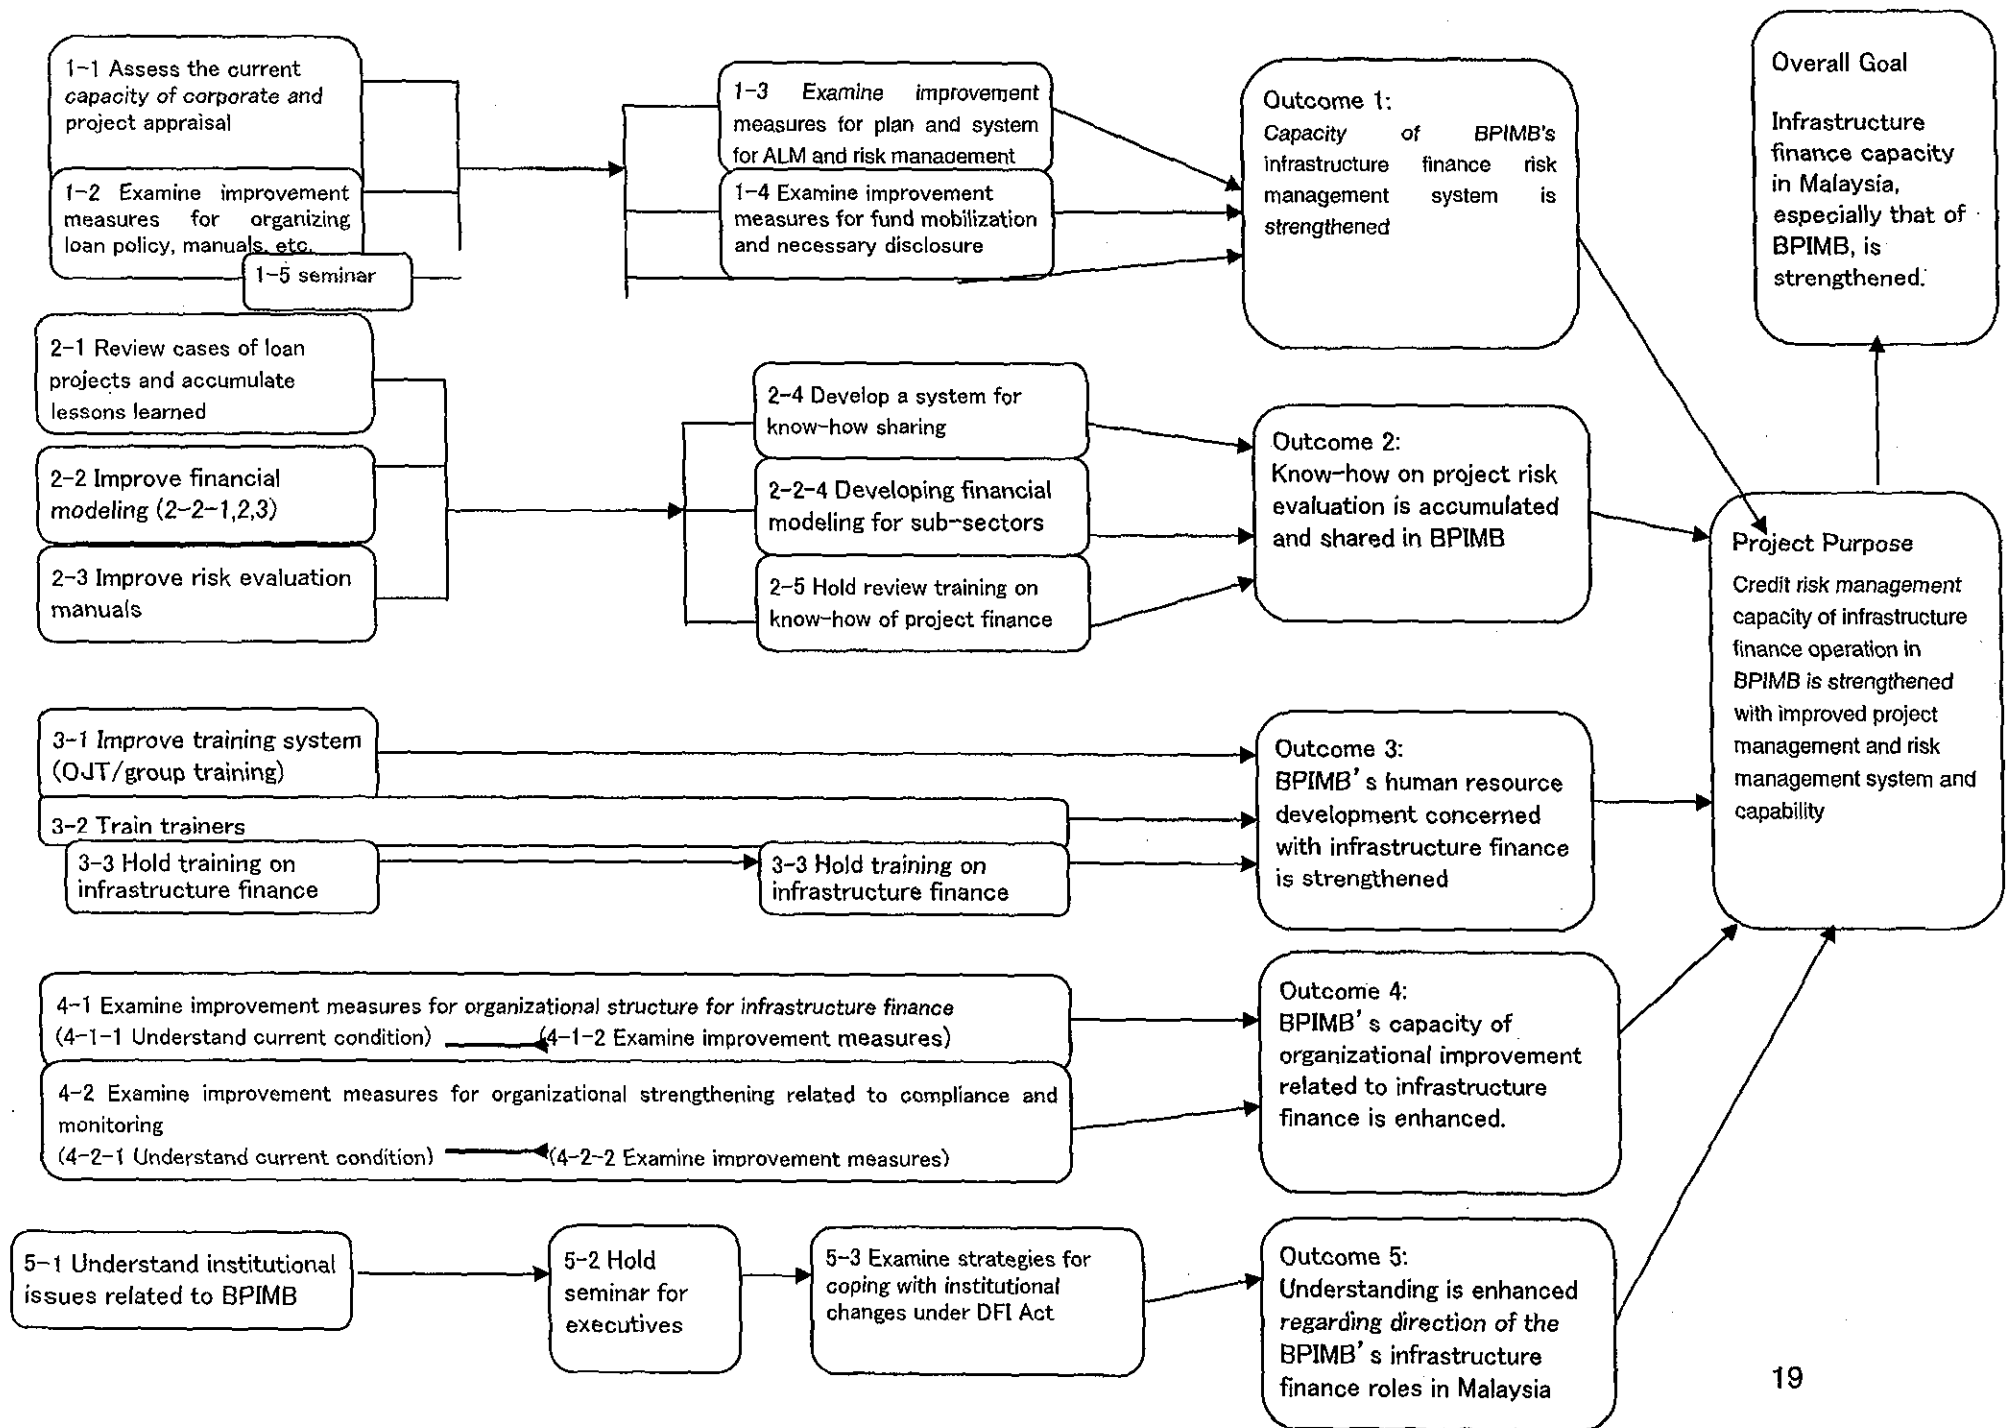 1-1 Assess the current
capacity of corporate and
project appraisal
1-2 Examine improvement
measures for organizing
loan policy, manuals, etc.
1-5 seminar
1-3 Examine improvement
measures for plan and system
for ALM and risk management
1-4 Examine improvement
measures for fund mobilization
and necessary disclosure
Outcome 1:
Capacity of BPIMB's
infrastructure finance risk
management system is
strengthened
Overall Goal
Infrastructure
finance capacity
in Malaysia,
especially that of
BPIMB, is
strengthened.
2-1 Review cases of loan
projects and accumulate
lessons learned
2-2 Improve financial
modeling (2-2-1,2,3)
2-3 Improve risk evaluation
manuals
2-4 Develop a system for
know-how sharing
2-2-4 Developing financial
modeling for sub-sectors
2-5 Hold review training on
know-how of project finance
Outcome 2:
Know-how on project risk
evaluation is accumulated
and shared in BPIMB
Project Purpose
Credit risk management
capacity of infrastructure
finance operation in
BPIMB is strengthened
with improved project
management and risk
management system and
capability
3-1 Improve training system
(OJT/group training)
3-2 Train trainers
3-3 Hold training on
infrastructure finance
3-3 Hold training on
infrastructure finance
Outcome 3:
BPIMB's human resource
development concerned
with infrastructure finance
is strengthened
4-1 Examine improvement measures for organizational structure for infrastructure finance
(4-1-1 Understand current condition) (4-1-2 Examine improvement measures)
4-2 Examine improvement measures for organizational strengthening related to compliance and
monitoring
(4-2-1 Understand current condition) (4-2-2 Examine improvement measures)
Outcome 4:
BPIMB's capacity of
organizational improvement
related to infrastructure
finance is enhanced.
5-1 Understand institutional
issues related to BPIMB
5-2 Hold
seminar for
executives
5-3 Examine strategies for
coping with institutional
changes under DFI Act
Outcome 5:
Understanding is enhanced
regarding direction of the
BPIMB's infrastructure
finance roles in Malaysia
19